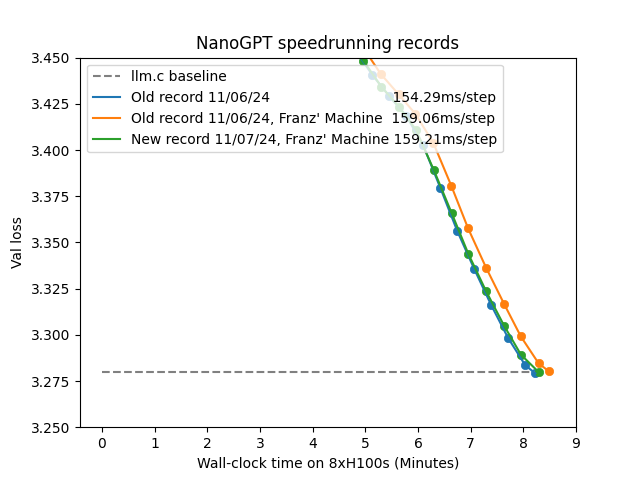 NanoGPT speedrunning records
3.450
3.425
3.400
3.375
3.350
3.325
3.300
3.275
3.250
Val loss
llm.c baseline
Old record 11/06/24 154.29ms/step
Old record 11/06/24, Franz' Machine 159.06ms/step
New record 11/07/24, Franz' Machine 159.21ms/step
0 1 2 3 4 5 6 7 8 9
Wall-clock time on 8xH100s (Minutes)